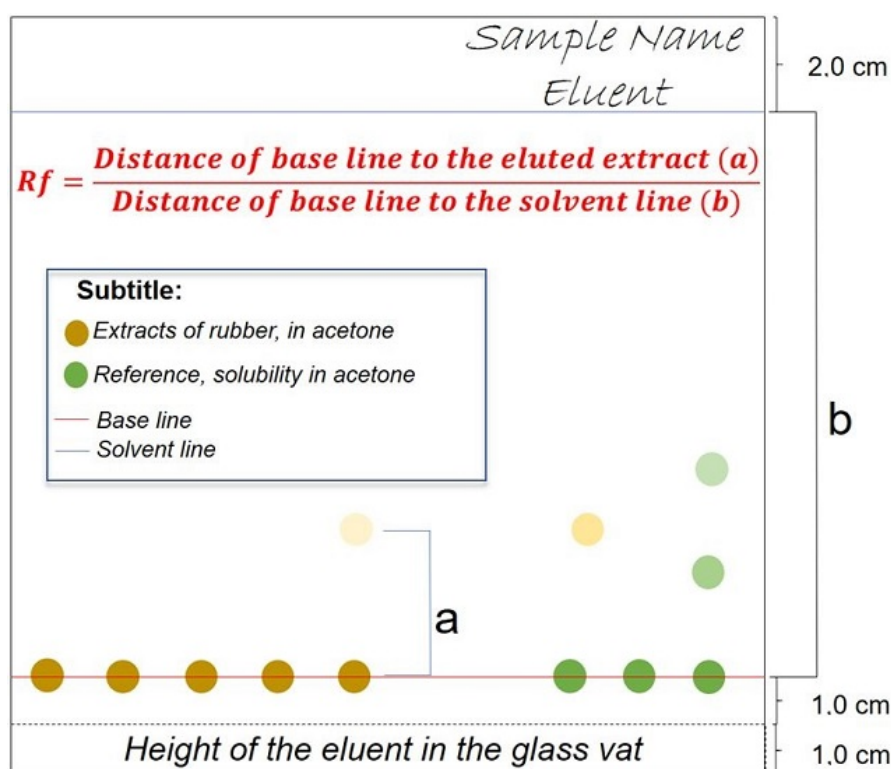 Sample Name
Eluent
2.0 cm
Rf = Distance of base line to the eluted extract (a)
Distance of base line to the solvent line (b)
Subtitle:
Extracts of rubber, in acetone
Reference, solubility in acetone
Base line
Solvent line
b
a
1.0 cm
Height of the eluent in the glass vat
1.0 cm